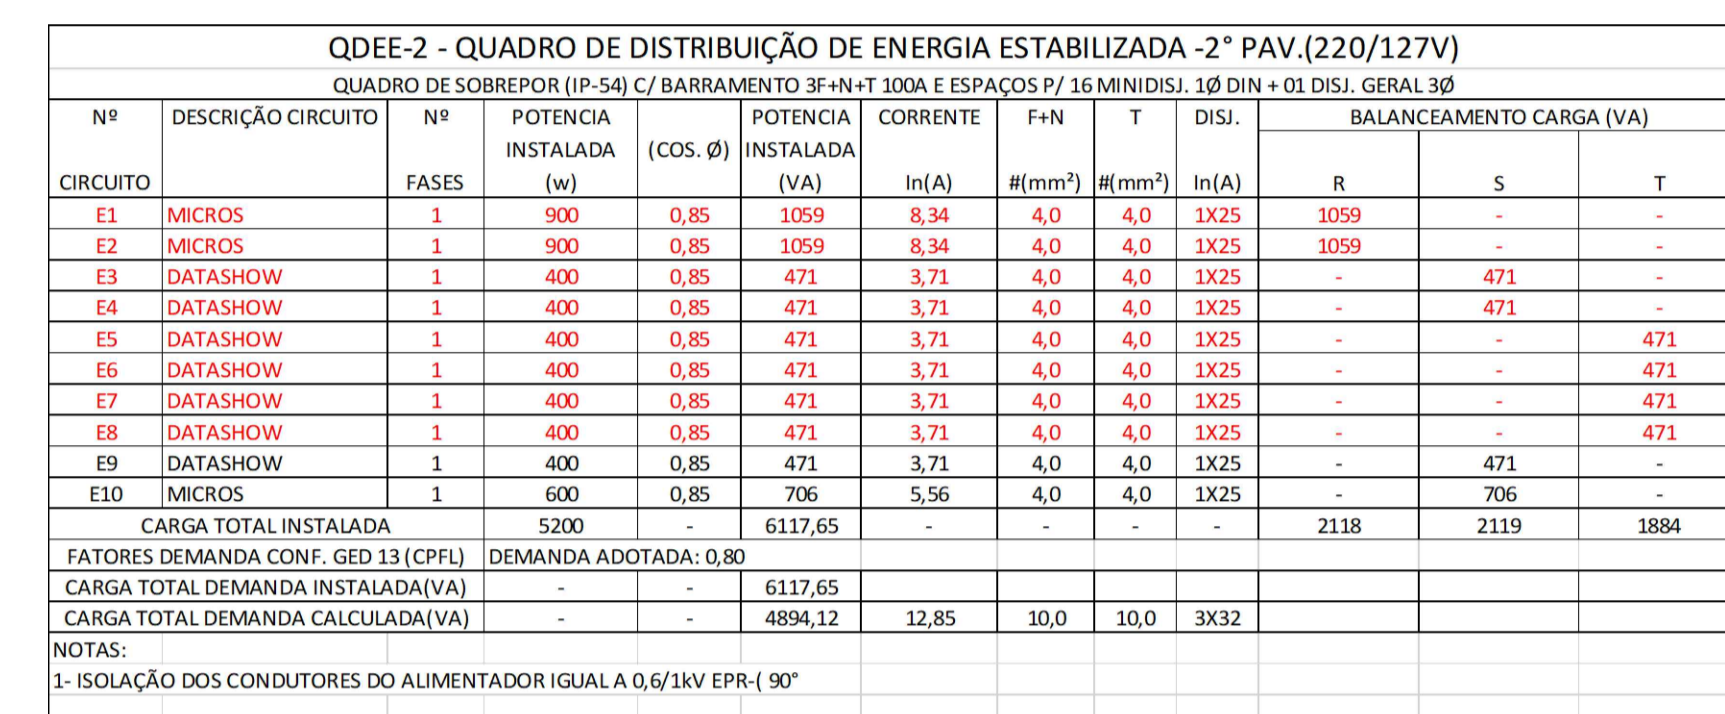 QDEE-2 - QUADRO DE DISTRIBUIÇÃO DE ENERGIA ESTABILIZADA -2° PAV.(220/127V)
QUADRO DE SOBREPOR (IP-54) C/ BARRAMENTO 3F+N+T 100A E ESPAÇOS P/ 16 MINIDISJ. 1Ø DIN + 01 DISJ. GERAL 3Ø
Nº DESCRIÇÃO CIRCUITO Nº POTENCIA POTENCIA CORRENTE F+N T DISJ. BALANCEAMENTO CARGA (VA)
INSTALADA (COS. Ø) INSTALADA
CIRCUITO FASES (w) (VA) In(A) #(mm²) #(mm²) In(A) R S T
E1 MICROS 1 900 0,85 1059 8,34 4,0 4,0 1X25 1059 - -
E2 MICROS 1 900 0,85 1059 8,34 4,0 4,0 1X25 1059 - -
E3 DATASHOW 1 400 0,85 471 3,71 4,0 4,0 1X25 - 471 -
E4 DATASHOW 1 400 0,85 471 3,71 4,0 4,0 1X25 - 471 -
E5 DATASHOW 1 400 0,85 471 3,71 4,0 4,0 1X25 - - 471
E6 DATASHOW 1 400 0,85 471 3,71 4,0 4,0 1X25 - - 471
E7 DATASHOW 1 400 0,85 471 3,71 4,0 4,0 1X25 - - 471
E8 DATASHOW 1 400 0,85 471 3,71 4,0 4,0 1X25 - - 471
E9 DATASHOW 1 400 0,85 471 3,71 4,0 4,0 1X25 - 471 -
E10 MICROS 1 600 0,85 706 5,56 4,0 4,0 1X25 - 706 -
CARGA TOTAL INSTALADA 5200 - 6117,65 - - - - 2118 2119 1884
FATORES DEMANDA CONF. GED 13 (CPFL) DEMANDA ADOTADA: 0,80
CARGA TOTAL DEMANDA INSTALADA(VA) - - 6117,65
CARGA TOTAL DEMANDA CALCULADA(VA) - - 4894,12 12,85 10,0 10,0 3X32
NOTAS:
1- ISOLAÇÃO DOS CONDUTORES DO ALIMENTADOR IGUAL A 0,6/1kV EPR-( 90°